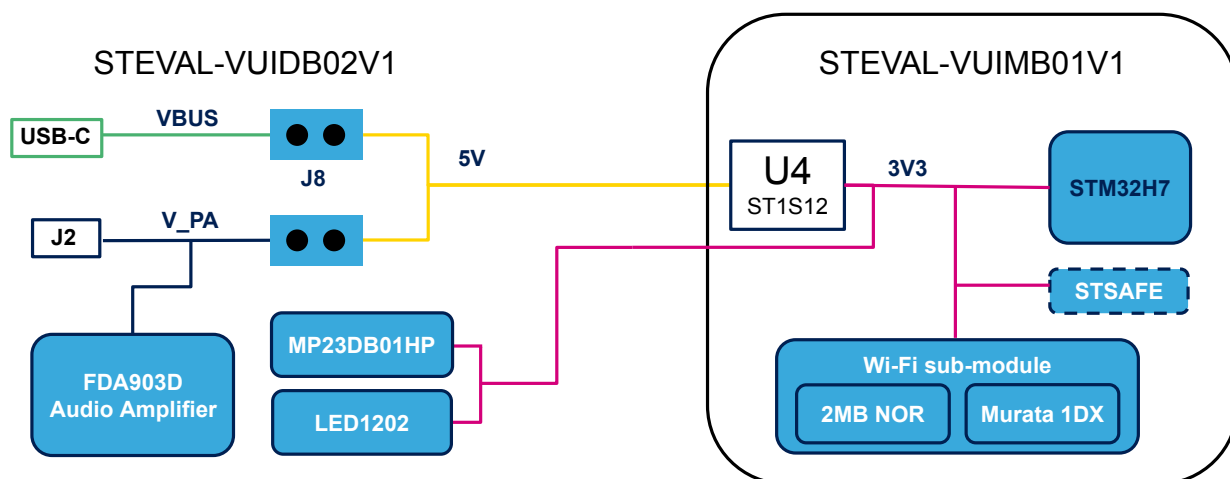 STEVAL-VUIDB02V1
STEVAL-VUIMB01V1
USB-C
VBUS
J8
5V
J2
V_PA
U4
ST1S12
3V3
STM32H7
STSAFE
FDA903D
Audio Amplifier
MP23DB01HP
LED1202
Wi-Fi sub-module
2MB NOR
Murata 1DX